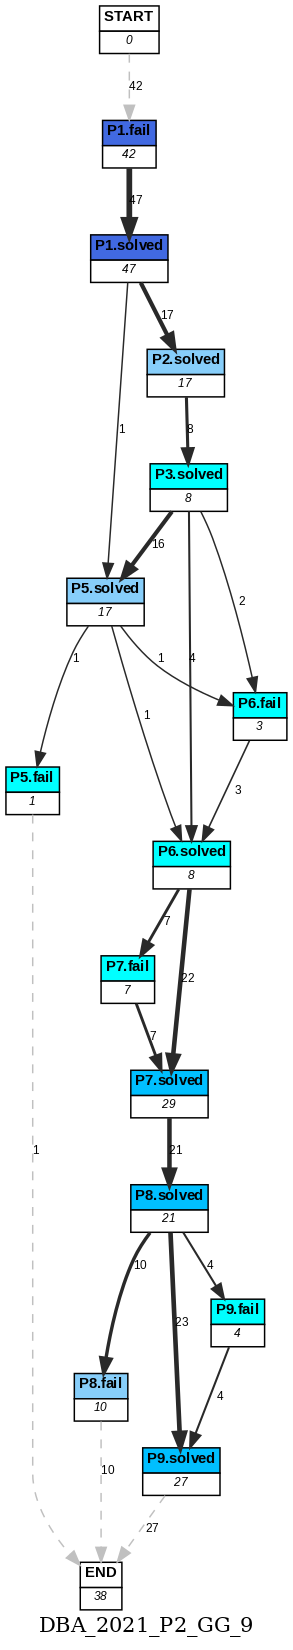 START
0
42
P1.fail
42
47
P1.solved
47
17
P2.solved
17
1
8
P3.solved
8
16
P5.solved
17
2
4
1
1
1
P6.fail
3
P5.fail
1
3
P6.solved
8
7
22
P7.fail
7
7
P7.solved
29
21
P8.solved
21
10
4
23
P9.fail
4
1
P8.fail
10
4
P9.solved
27
10
27
END
38
DBA_2021_P2_GG_9